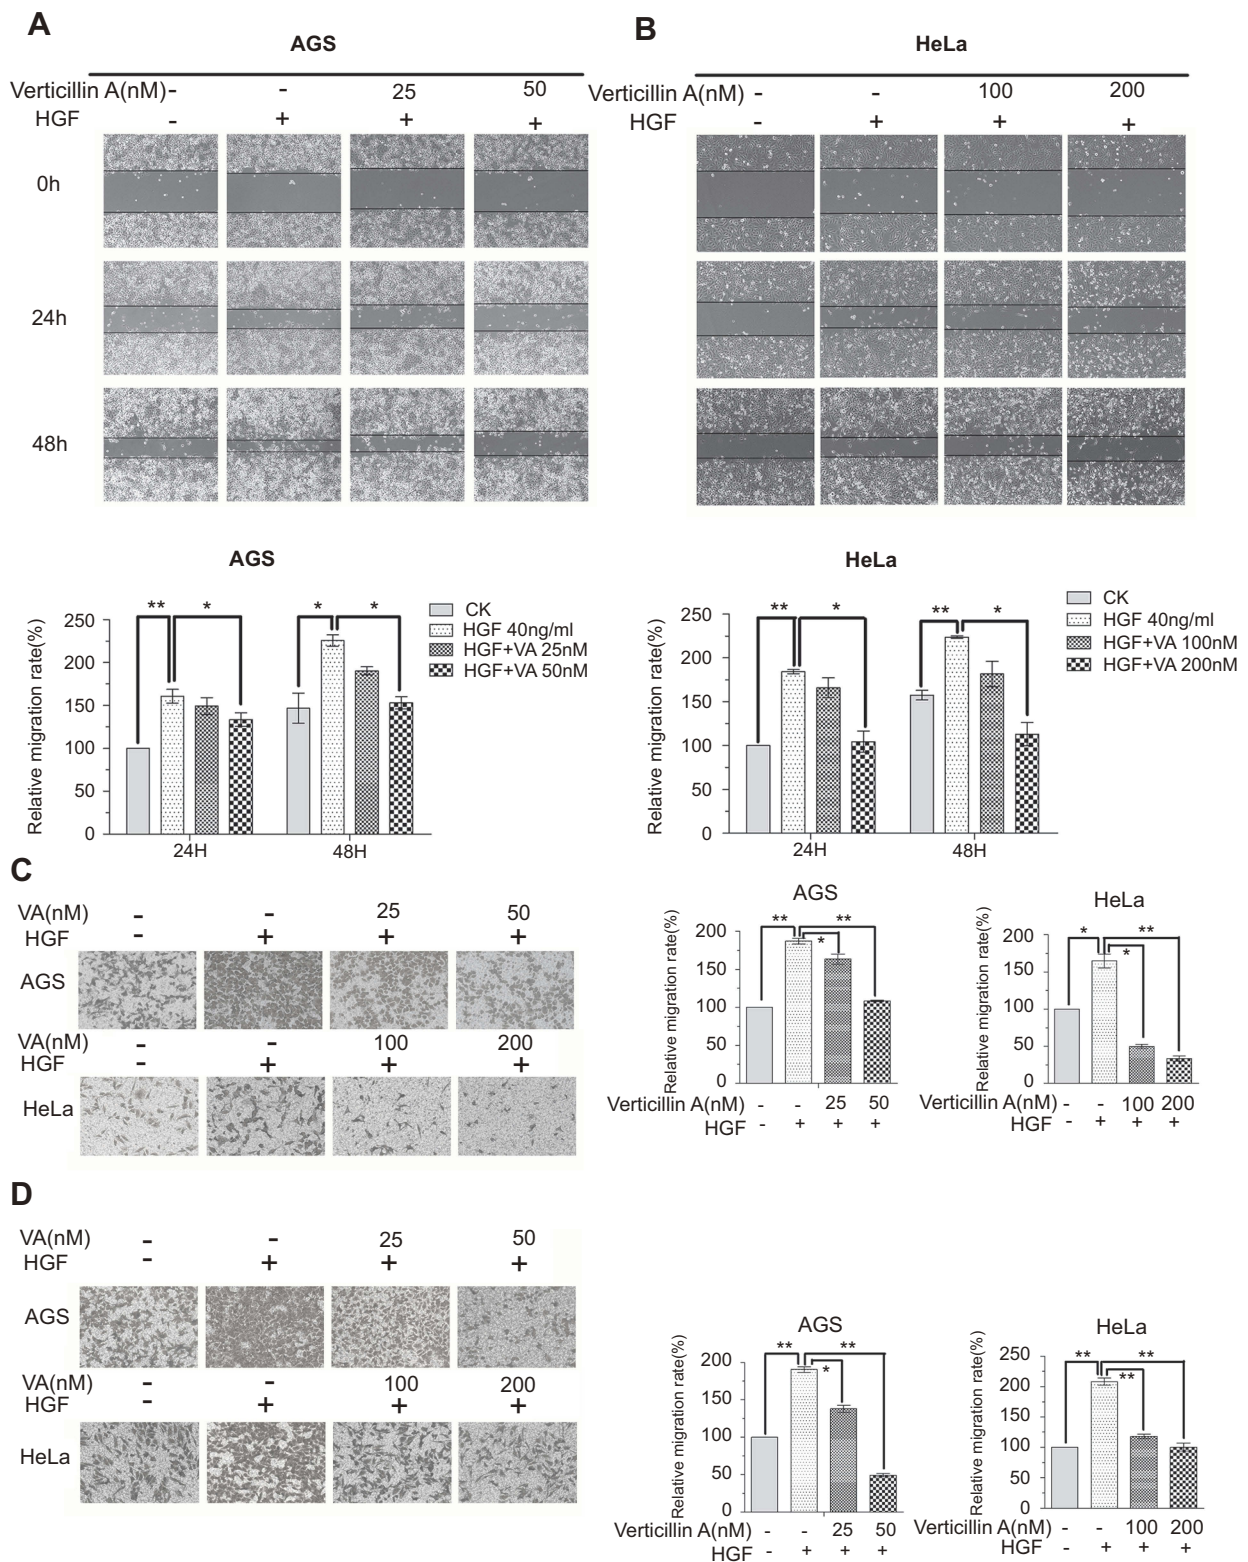 A
AGS
Verticillin A(nM) - - 25 50
HGF - + + +
0h
24h
48h
B
HeLa
Verticillin A(nM) - - 100 200
HGF - + + +
AGS
Relative migration rate(%)
250
200
150
100
50
0
** * * *
24H 48H
CK
HGF 40ng/ml
HGF+VA 25nM
HGF+VA 50nM
HeLa
Relative migration rate(%)
250
200
150
100
50
0
** * ** *
24H 48H
CK
HGF 40ng/ml
HGF+VA 100nM
HGF+VA 200nM
C
VA(nM) - - 25 50
HGF - + + +
AGS
VA(nM) - - 100 200
HGF - + + +
HeLa
AGS
Relative migration rate(%)
200
150
100
50
0
** **
*
Verticillin A(nM) - - 25 50
HGF - + + +
HeLa
Relative migration rate(%)
200
150
100
50
0
* **
*
Verticillin A(nM) - - 100 200
HGF - + + +
D
VA(nM) - - 25 50
HGF - + + +
AGS
VA(nM) - - 100 200
HGF - + + +
HeLa
AGS
Relative migration rate(%)
200
150
100
50
0
** **
*
Verticillin A(nM) - - 25 50
HGF - + + +
HeLa
Relative migration rate(%)
250
200
150
100
50
0
** **
**
Verticillin A(nM) - - 100 200
HGF - + + +